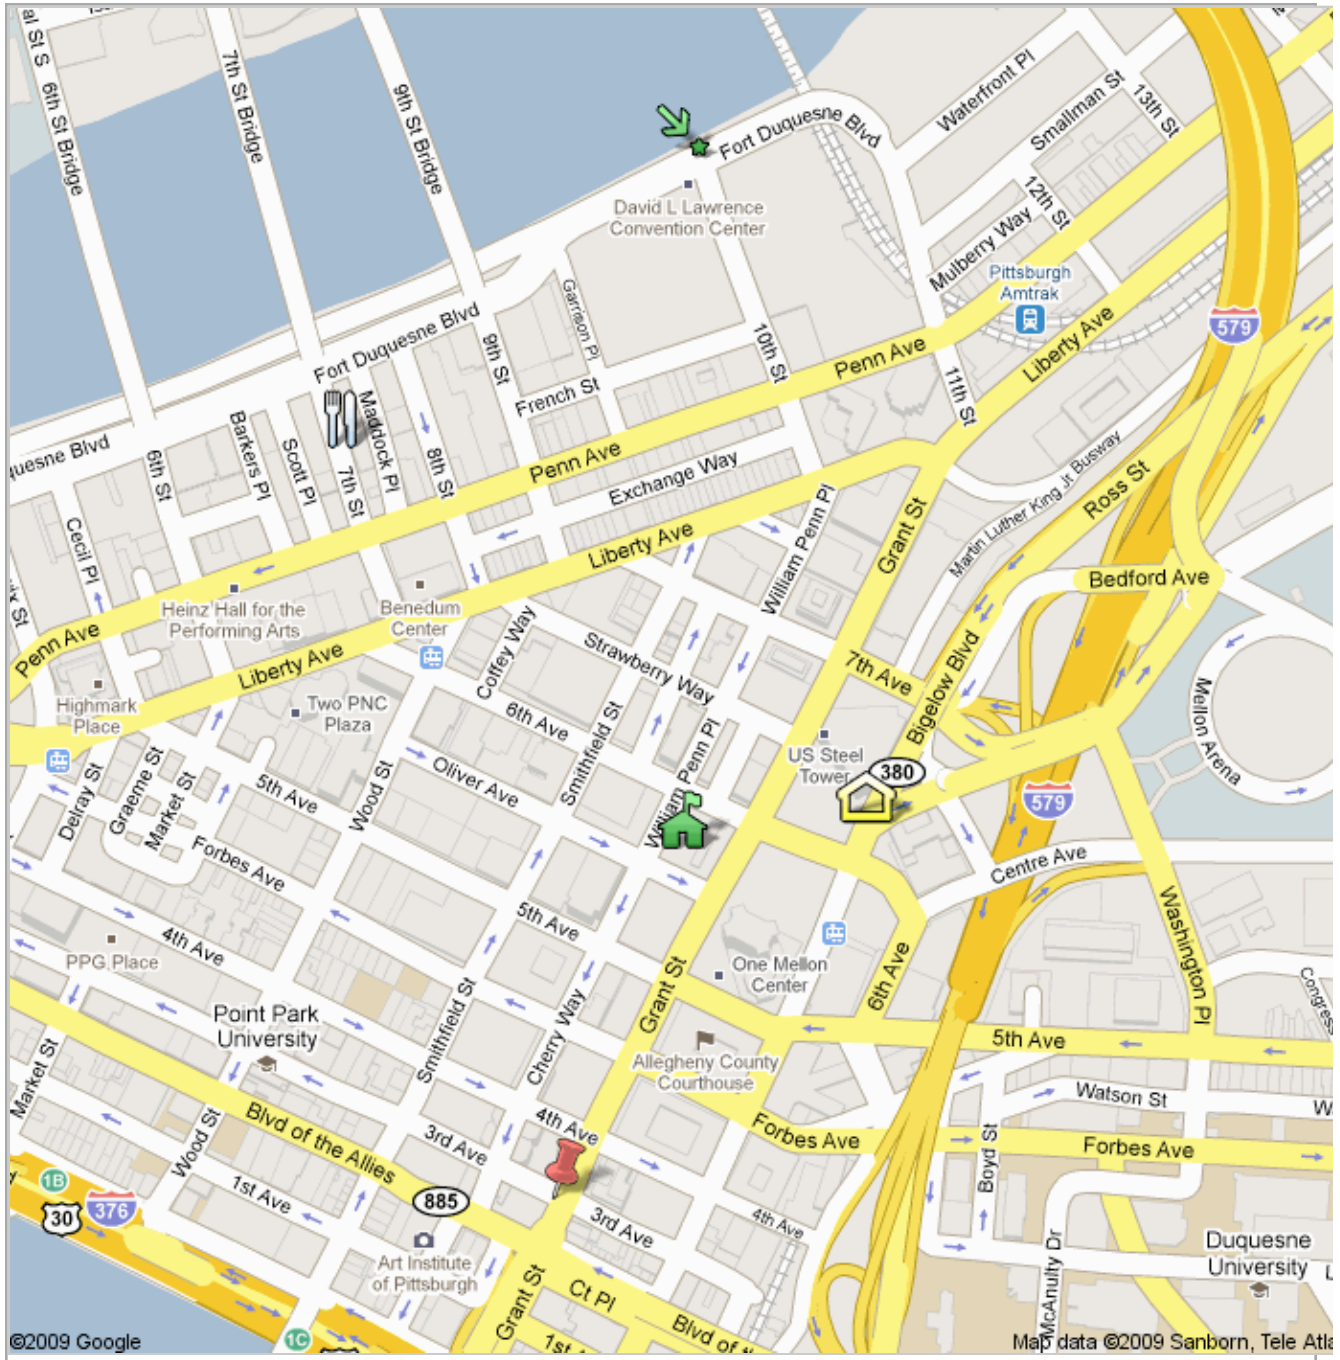 al St S
6th St Bridge
7th St Bridge
9th St Bridge
Waterfront Pl
Smallman St
13th St
Fort Duquesne Blvd
David L Lawrence
Convention Center
12th St
Mulberry Way
Pittsburgh
Amtrak
579
Garrison Pl
Fort Duquesne Blvd
9th St
10th St
Penn Ave
Liberty Ave
11th St
French St
quesne Blvd
6th St
Barkers Pl
Scott Pl
7th St
Maddock Pl
8th St
Penn Ave
Exchange Way
Liberty Ave
William Penn Pl
Grant St
Martin Luther King Jr Busway
Ross St
Cecil Pl
Bedford Ave
Heinz Hall for the
Performing Arts
Benedum
Center
Penn Ave
Liberty Ave
Coffey Way
Strawberry Way
7th Ave
Bigelow Blvd
Mellon Arena
Highmark
Place
Two PNC
Plaza
6th Ave
Smithfield St
William Penn Pl
US Steel
Tower
380
579
Delray St
Graeme St
Market St
5th Ave
Wood St
Oliver Ave
Forbes Ave
Centre Ave
Washington Pl
4th Ave
5th Ave
PPG Place
One Mellon
Center
6th Ave
Congress
Point Park
University
Smithfield St
Cherry Way
Grant St
5th Ave
Allegheny County
Courthouse
Market St
Watson St
W
Blvd of the Allies
Wood St
3rd Ave
4th Ave
Forbes Ave
Boyd St
Forbes Ave
1B
30
376
1st Ave
885
3rd Ave
4th Ave
Art Institute
of Pittsburgh
Grant St
Ct Pl
McAnulty Dr
Duquesne
University
1C
1st A
Blvd of th
©2009 Google
Map data ©2009 Sanborn, Tele Atla